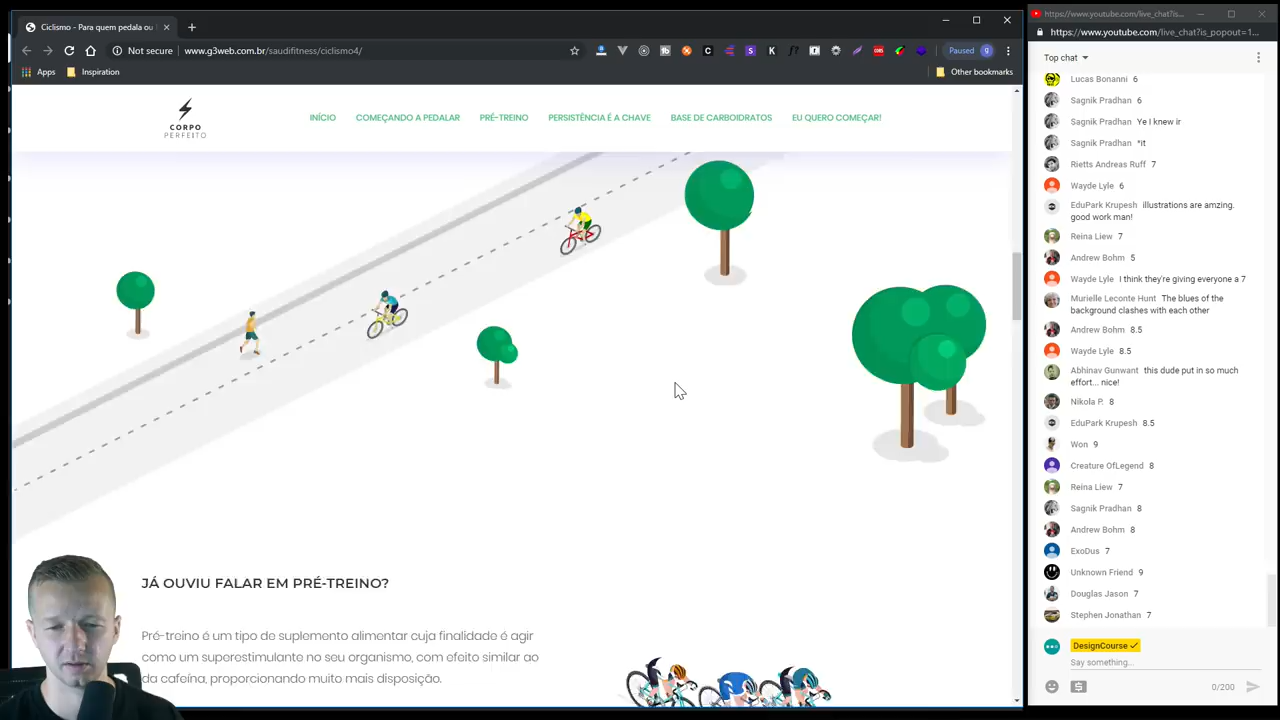 Ciclismo - Para quem pedala ou
https://www.youtube.com/live_chat?is...
Not secure
www.g3web.com.br/saudifitness/ciclismo4/
Paused
https://www.youtube.com/live_chat?is_popout=1...
Apps
Inspiration
Other bookmarks
Top chat
CORPO
PERFEITO
INÍCIO
COMEÇANDO A PEDALAR
PRÉ-TREINO
PERSISTÊNCIA É A CHAVE
BASE DE CARBOIDRATOS
EU QUERO COMEÇAR!
JÁ OUVIU FALAR EM PRÉ-TREINO?
Pré-treino é um tipo de suplemento alimentar cuja finalidade é agir
como um superestimulante no seu organismo, com efeito similar ao
da cafeína, proporcionando muito mais disposição.
Lucas Bonanni 6
Sagnik Pradhan 6
Sagnik Pradhan Ye I knew ir
Sagnik Pradhan *it
Rietts Andreas Ruff 7
Wayde Lyle 6
EduPark Krupesh illustrations are amzing.
good work man!
Reina Liew 7
Andrew Bohm 5
Wayde Lyle I think they're giving everyone a 7
Murielle Leconte Hunt The blues of the
background clashes with each other
Andrew Bohm 8.5
Wayde Lyle 8.5
Abhinav Gunwant this dude put in so much
effort... nice!
Nikola P. 8
EduPark Krupesh 8.5
Won 9
Creature OfLegend 8
Reina Liew 7
Sagnik Pradhan 8
Andrew Bohm 8
ExoDus 7
Unknown Friend 9
Douglas Jason 7
Stephen Jonathan 7
DesignCourse
Say something...
0/200